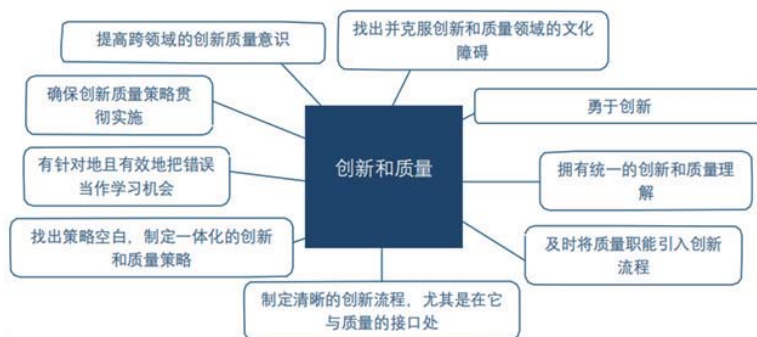 提高跨领域的创新质量意识
找出并克服创新和质量领域的文化
障碍
确保创新质量策略贯
彻实施
勇于创新
创新和质量
有针对地且有效地把错误
当作学习机会
拥有统一的创新和质量理
解
找出策略空白，制定一体化的创新
和质量策略
及时将质量职能引入创新
流程
制定清晰的创新流程，尤其是在它
与质量的接口处